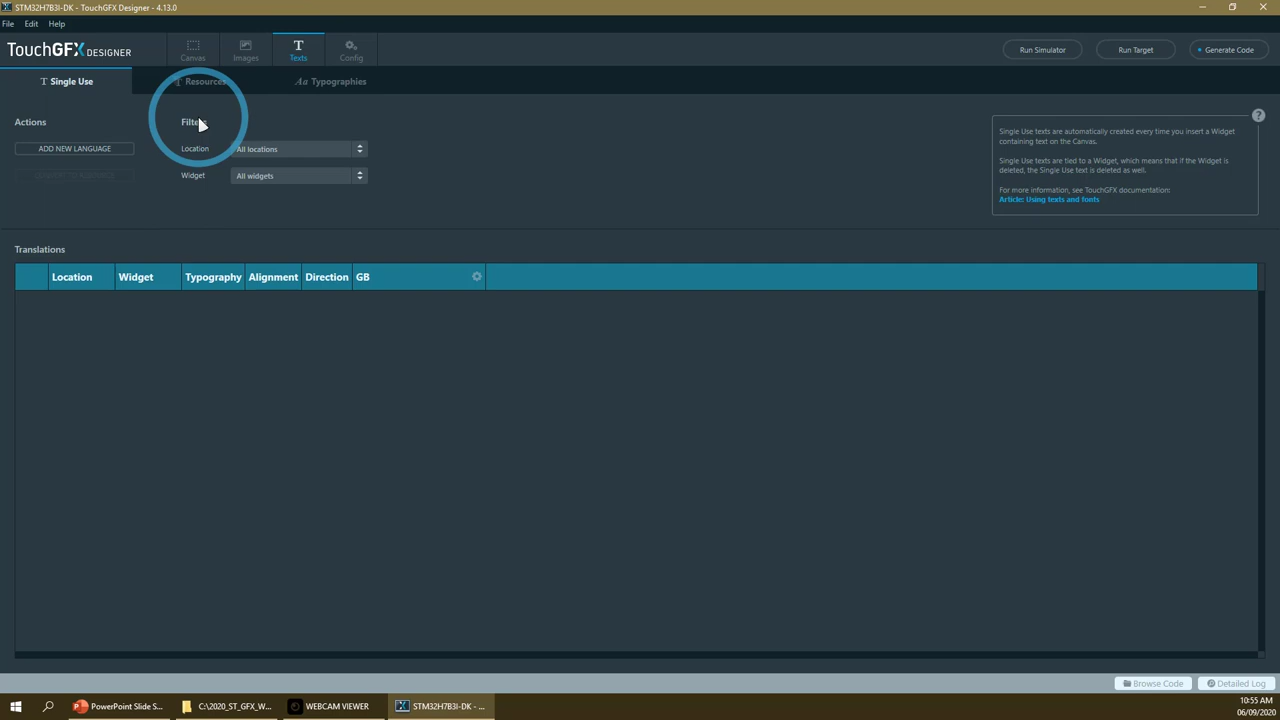 STM32H7B3I-DK - TouchGFX Designer - 4.13.0
File Edit Help
TouchGFX DESIGNER
Canvas
Images
Texts
Config
Run Simulator
Run Target
Generate Code
Single Use
Resources
Typographies
Actions
ADD NEW LANGUAGE
Filters
Location All locations
Widget All widgets
?
Single Use texts are automatically created every time you insert a Widget
containing text on the Canvas.
Single Use texts are tied to a Widget, which means that if the Widget is
deleted, the Single Use text is deleted as well.
For more information, see TouchGFX documentation:
Article: Using texts and fonts
Translations
Location Widget Typography Alignment Direction GB
Browse Code
Detailed Log
PowerPoint Slide S...
C:\2020_ST_GFX_W...
WEBCAM VIEWER
STM32H7B3I-DK - ...
10:55 AM
06/09/2020